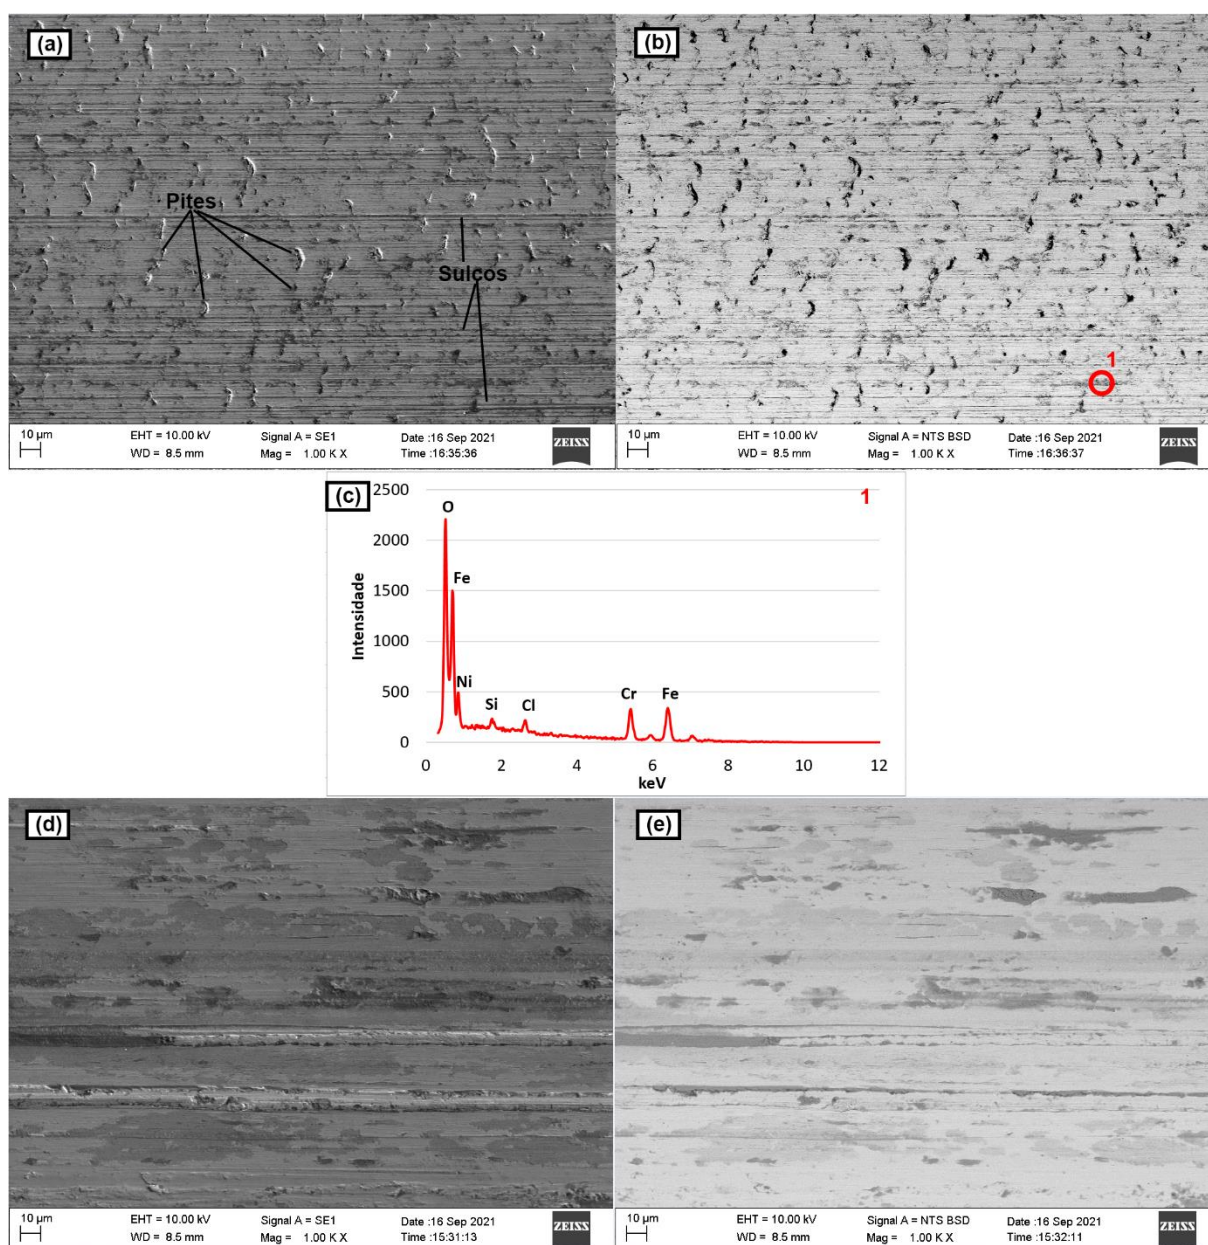 (a)
Pites
Sulcos
10 µm
EHT = 10.00 kV
Signal A = SE1
Date :16 Sep 2021
WD = 8.5 mm
Mag = 1.00 K X
Time :16:35:36
ZEISS
(b)
1
10 µm
EHT = 10.00 kV
Signal A = NTS BSD
Date :16 Sep 2021
WD = 8.5 mm
Mag = 1.00 K X
Time :16:36:37
ZEISS
(c)
1
2500
2000
1500
1000
500
0
Intensidade
O
Fe
Ni
Si
Cl
Cr
Fe
0 2 4 6 8 10 12
keV
(d)
10 µm
EHT = 10.00 kV
Signal A = SE1
Date :16 Sep 2021
WD = 8.5 mm
Mag = 1.00 K X
Time :15:31:13
ZEISS
(e)
10 µm
EHT = 10.00 kV
Signal A = NTS BSD
Date :16 Sep 2021
WD = 8.5 mm
Mag = 1.00 K X
Time :15:32:11
ZEISS